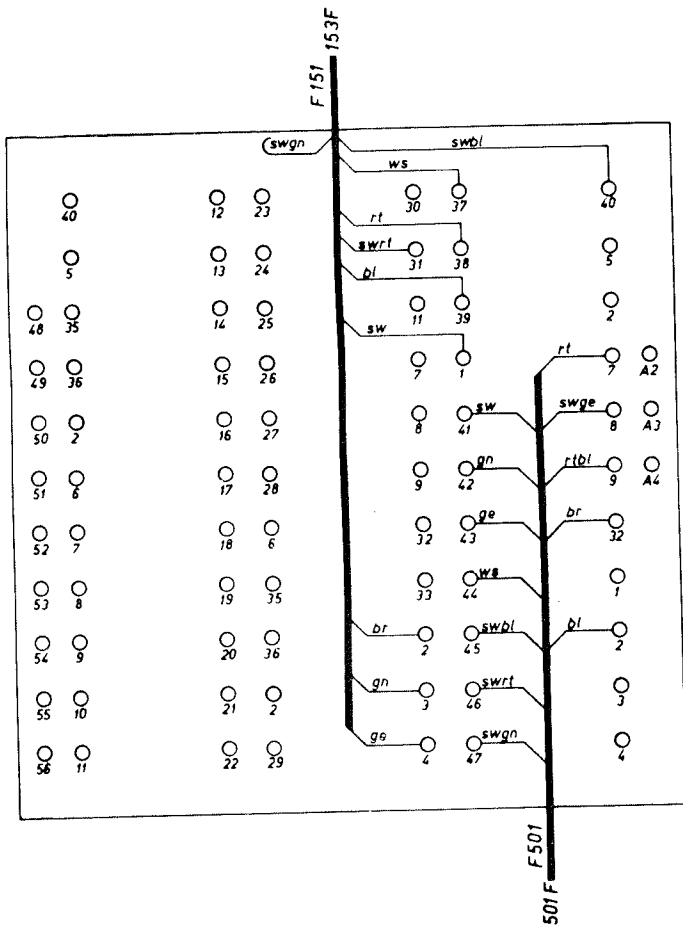 153F
F151
swgn swbl
ws
40 12 23 30 37 40
rt
swrt
5 13 24 31 38 5
bl
48 35 14 25 11 39 2
sw rt
49 36 15 26 7 1 7 A2
sw swge
50 2 16 27 8 41 8 A3
gn rtbl
51 6 17 28 9 42 9 A4
ge br
52 7 18 6 32 43 32
ws
53 8 19 35 33 44 1
br swbl bl
54 9 20 36 2 45 2
gn swrt
55 10 21 2 3 46 3
ge swgn
56 11 22 29 4 47 4
F501
501F